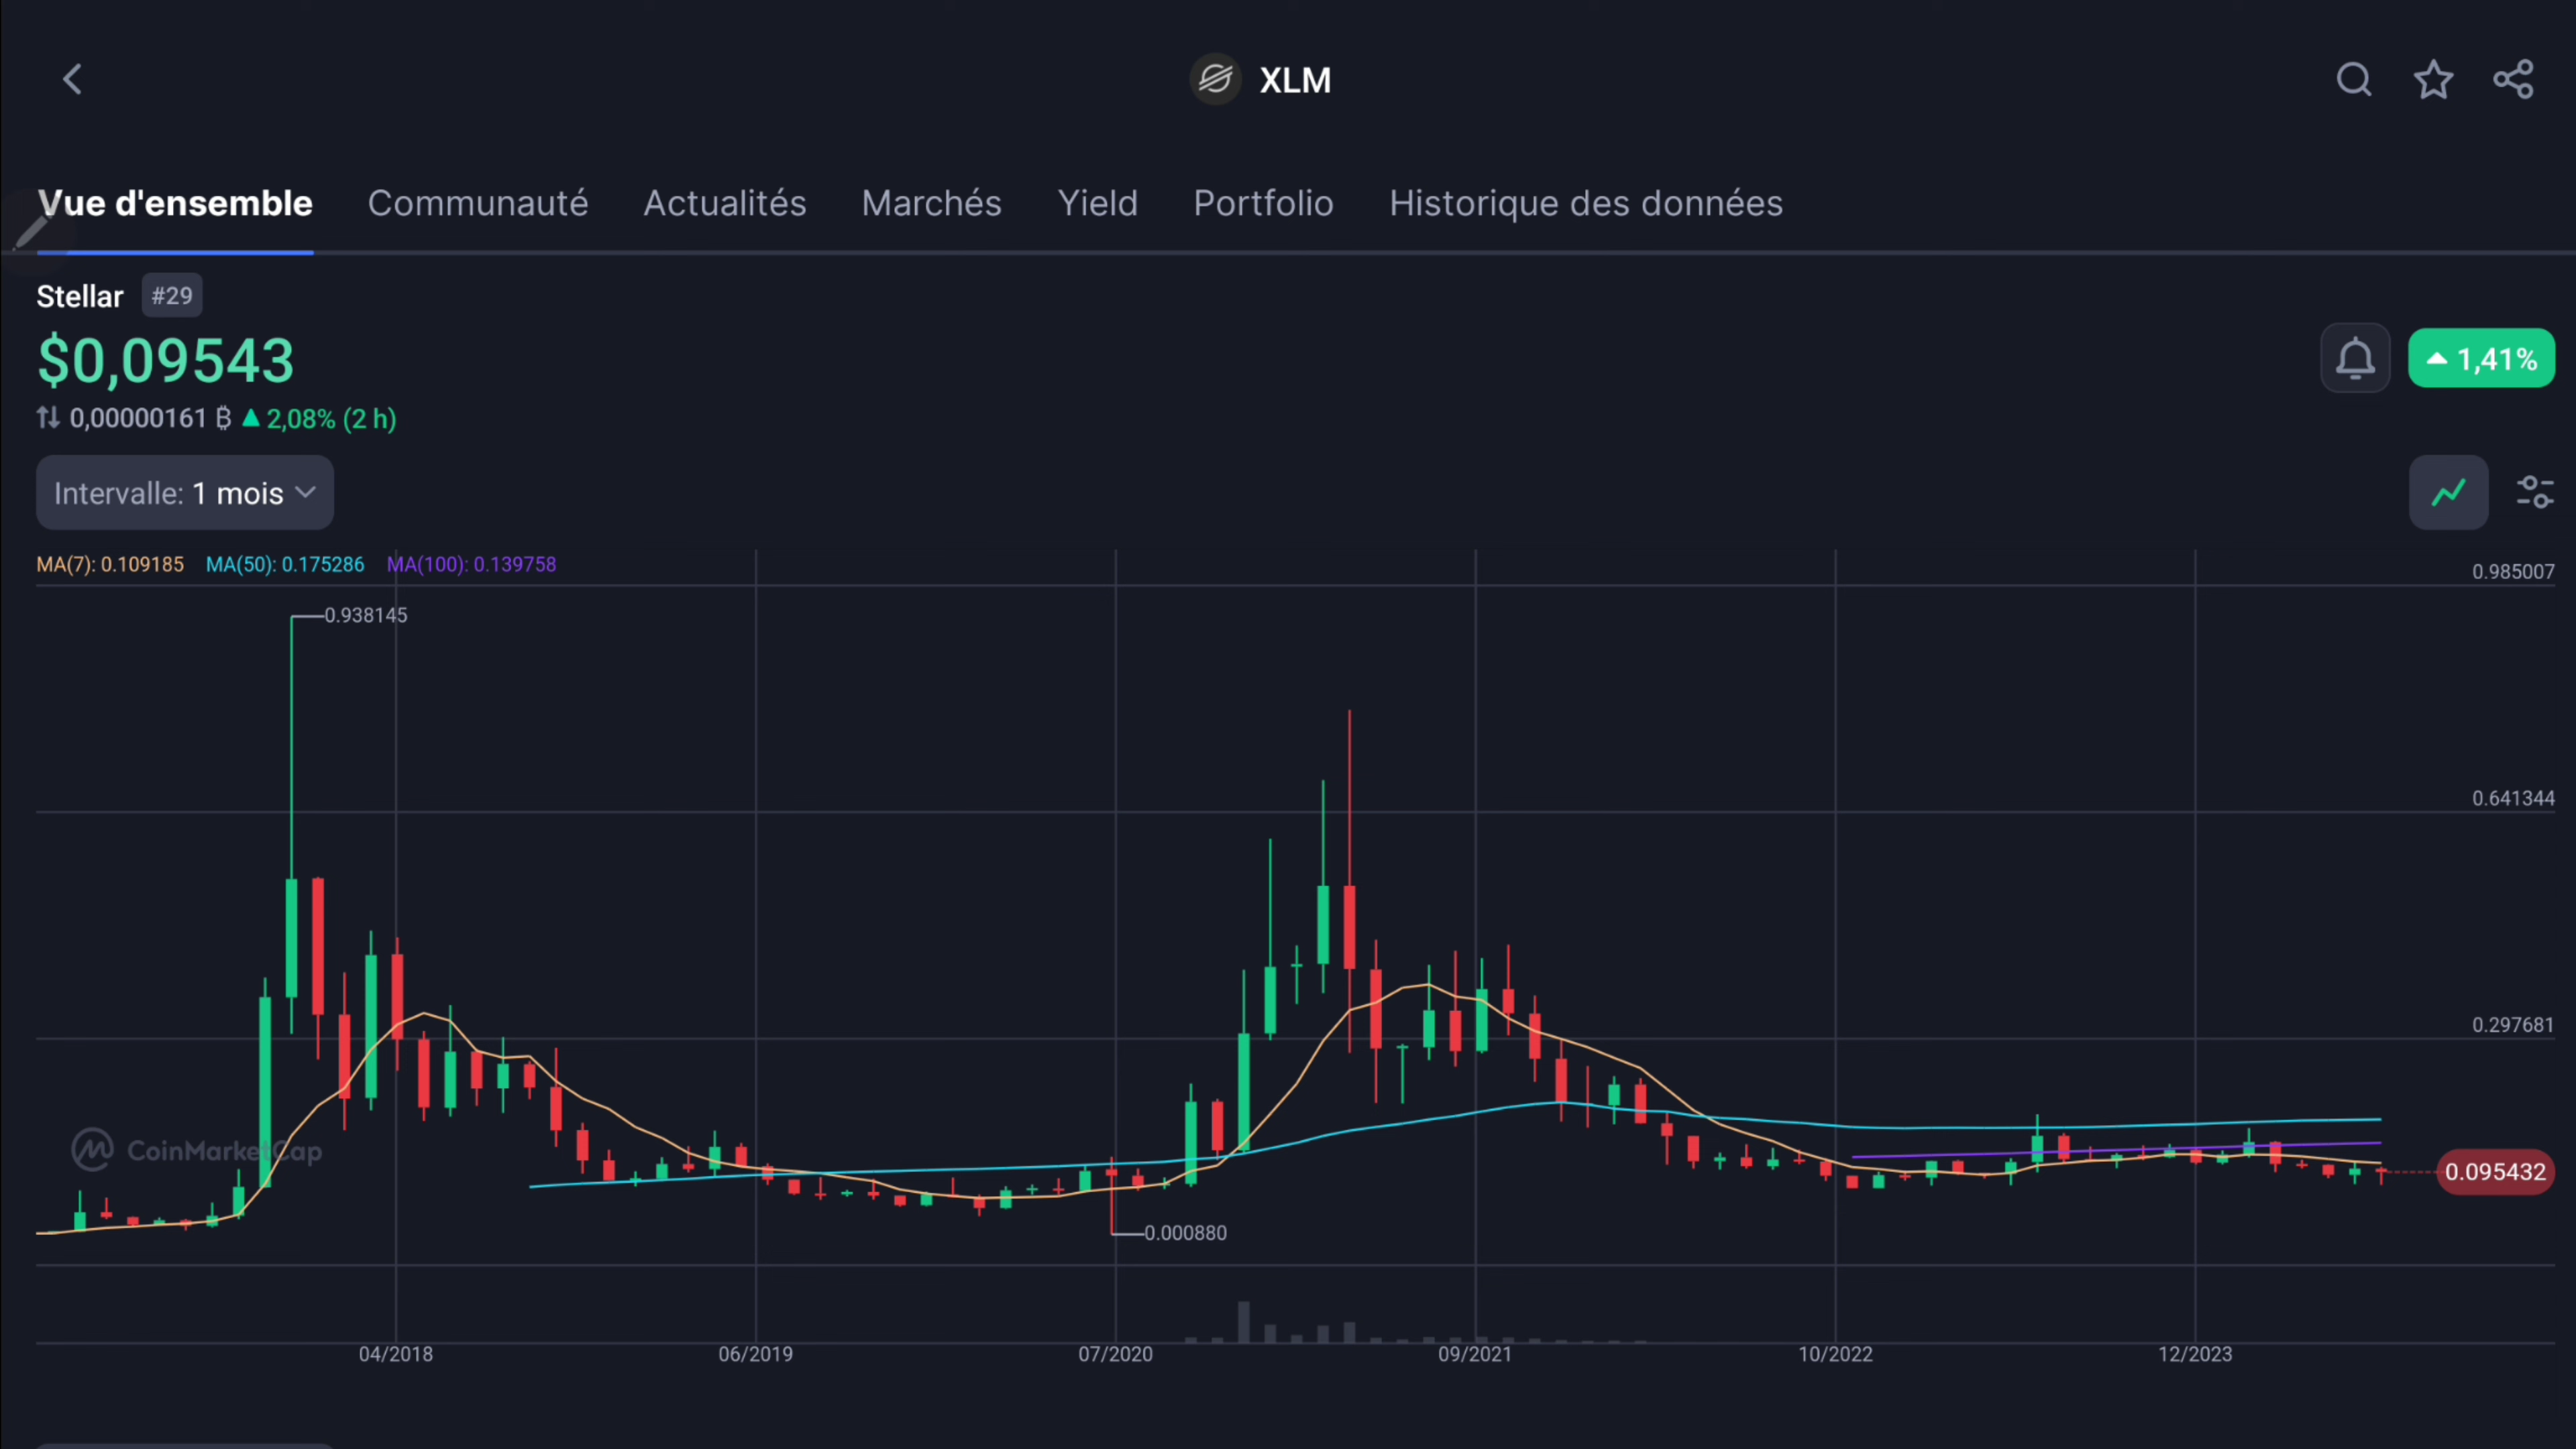 XLM
Vue d'ensemble Communauté Actualités Marchés Yield Portfolio Historique des données
Stellar #29
$0,09543
1,41%
0,00000161 ₿ 2,08% (2 h)
Intervalle: 1 mois
MA(7): 0.109185 MA(50): 0.175286 MA(100): 0.139758
0.985007
0.938145
0.641344
0.297681
CoinMarketCap
0.095432
0.000880
04/2018 06/2019 07/2020 09/2021 10/2022 12/2023